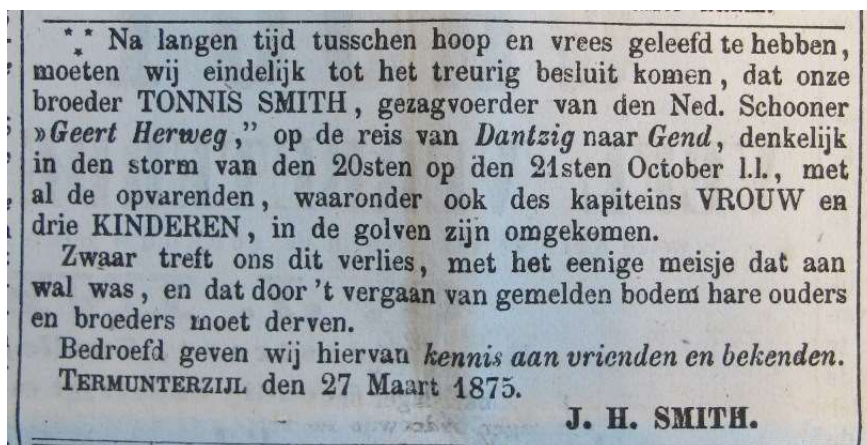 ⁂ Na langen tijd tusschen hoop en vrees geleefd te hebben,
moeten wij eindelijk tot het treurig besluit komen, dat onze
broeder TONNIS SMITH, gezagvoerder van den Ned. Schooner
»Geert Herweg,” op de reis van Dantzig naar Gend, denkelijk
in den storm van den 20sten op den 21sten October l.l., met
al de opvarenden, waaronder ook des kapiteins VROUW en
drie KINDEREN, in de golven zijn omgekomen.
Zwaar treft ons dit verlies, met het eenige meisje dat aan
wal was, en dat door 't vergaan van gemelden bodem hare ouders
en broeders moet derven.
Bedroefd geven wij hiervan kennis aan vrienden en bekenden.
TERMUNTERZIJL den 27 Maart 1875.
J. H. SMITH.